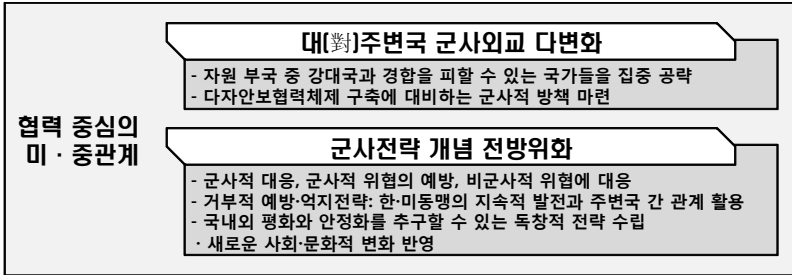 대(對)주변국 군사외교 다변화
- 자원 부국 중 강대국과 경합을 피할 수 있는 국가들을 집중 공략
- 다자안보협력체제 구축에 대비하는 군사적 방책 마련
협력 중심의
미 · 중관계
군사전략 개념 전방위화
- 군사적 대응, 군사적 위협의 예방, 비군사적 위협에 대응
- 거부적 예방·억지전략: 한·미동맹의 지속적 발전과 주변국 간 관계 활용
- 국내외 평화와 안정화를 추구할 수 있는 독창적 전략 수립
· 새로운 사회·문화적 변화 반영